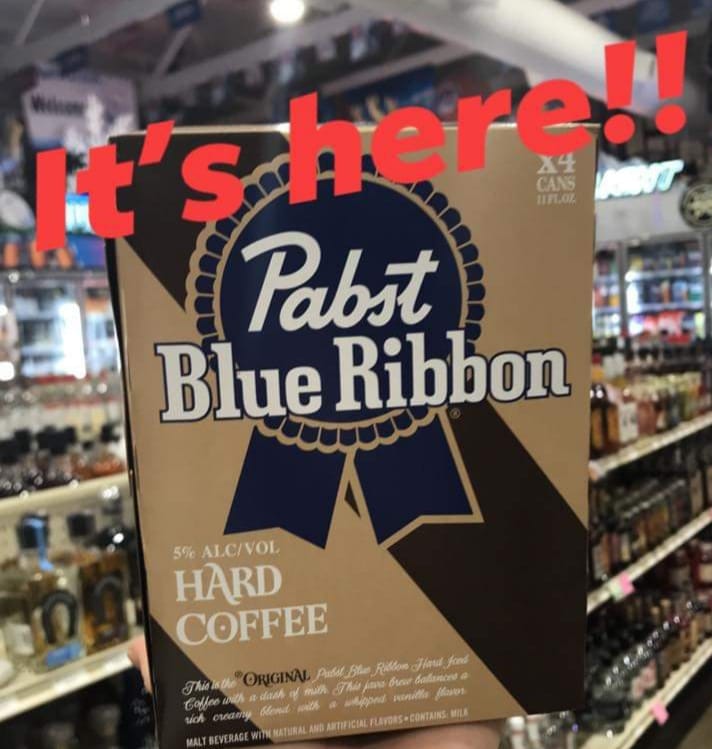 Welcome
It's here!!
X4
CANS
11 FL.OZ.
Pabst
Blue Ribbon
®
5% ALC/VOL
HARD
COFFEE
This is the ®ORIGINAL Pabst Blue Ribbon Hard Iced
Coffee with a dash of milk. This java brew balances a
rich creamy blend with a whipped vanilla flavor.
MALT BEVERAGE WITH NATURAL AND ARTIFICIAL FLAVORS • CONTAINS: MILK